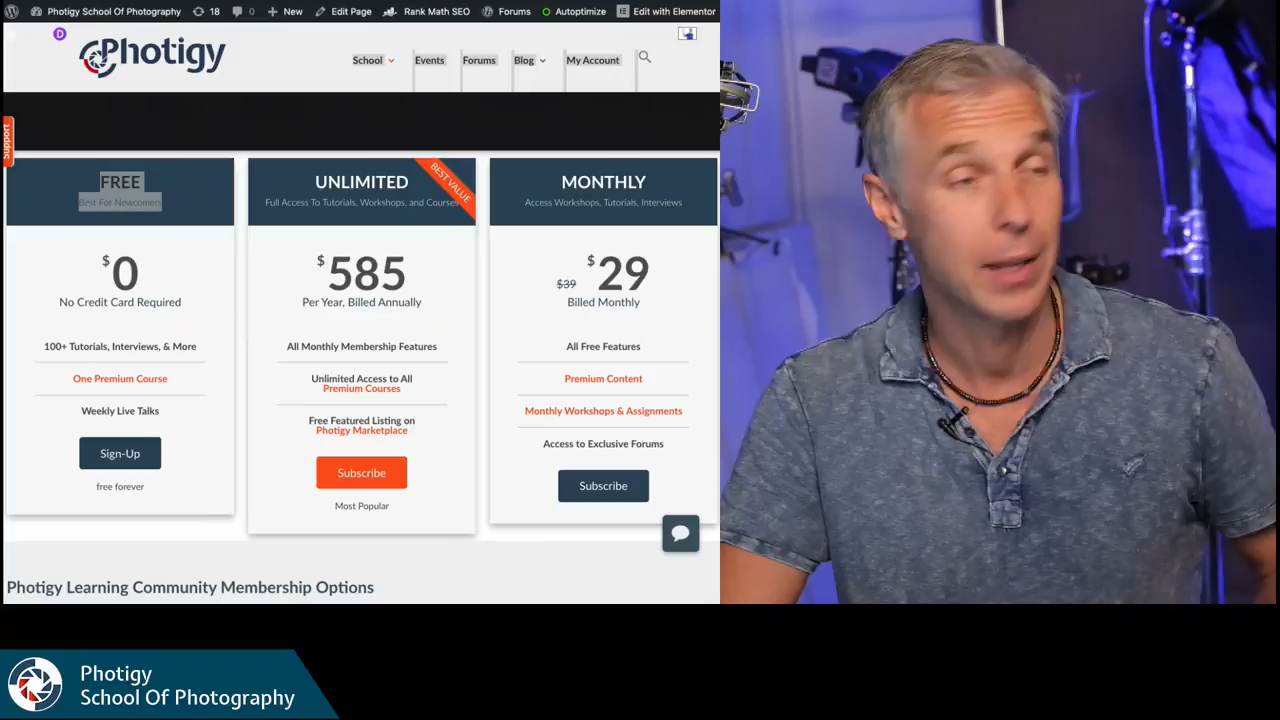 Photigy School Of Photography 18 0 New Edit Page Rank Math SEO Forums Autoptimize Edit with Elementor
D
Photigy
School Events Forums Blog My Account
Support
FREE
Best For Newcomers
$0
No Credit Card Required
100+ Tutorials, Interviews, & More
One Premium Course
Weekly Live Talks
Sign-Up
free forever
UNLIMITED
Full Access To Tutorials, Workshops, and Courses
BEST VALUE
$585
Per Year, Billed Annually
All Monthly Membership Features
Unlimited Access to All
Premium Courses
Free Featured Listing on
Photigy Marketplace
Subscribe
Most Popular
MONTHLY
Access Workshops, Tutorials, Interviews
$39 $29
Billed Monthly
All Free Features
Premium Content
Monthly Workshops & Assignments
Access to Exclusive Forums
Subscribe
Photigy Learning Community Membership Options
Photigy
School Of Photography